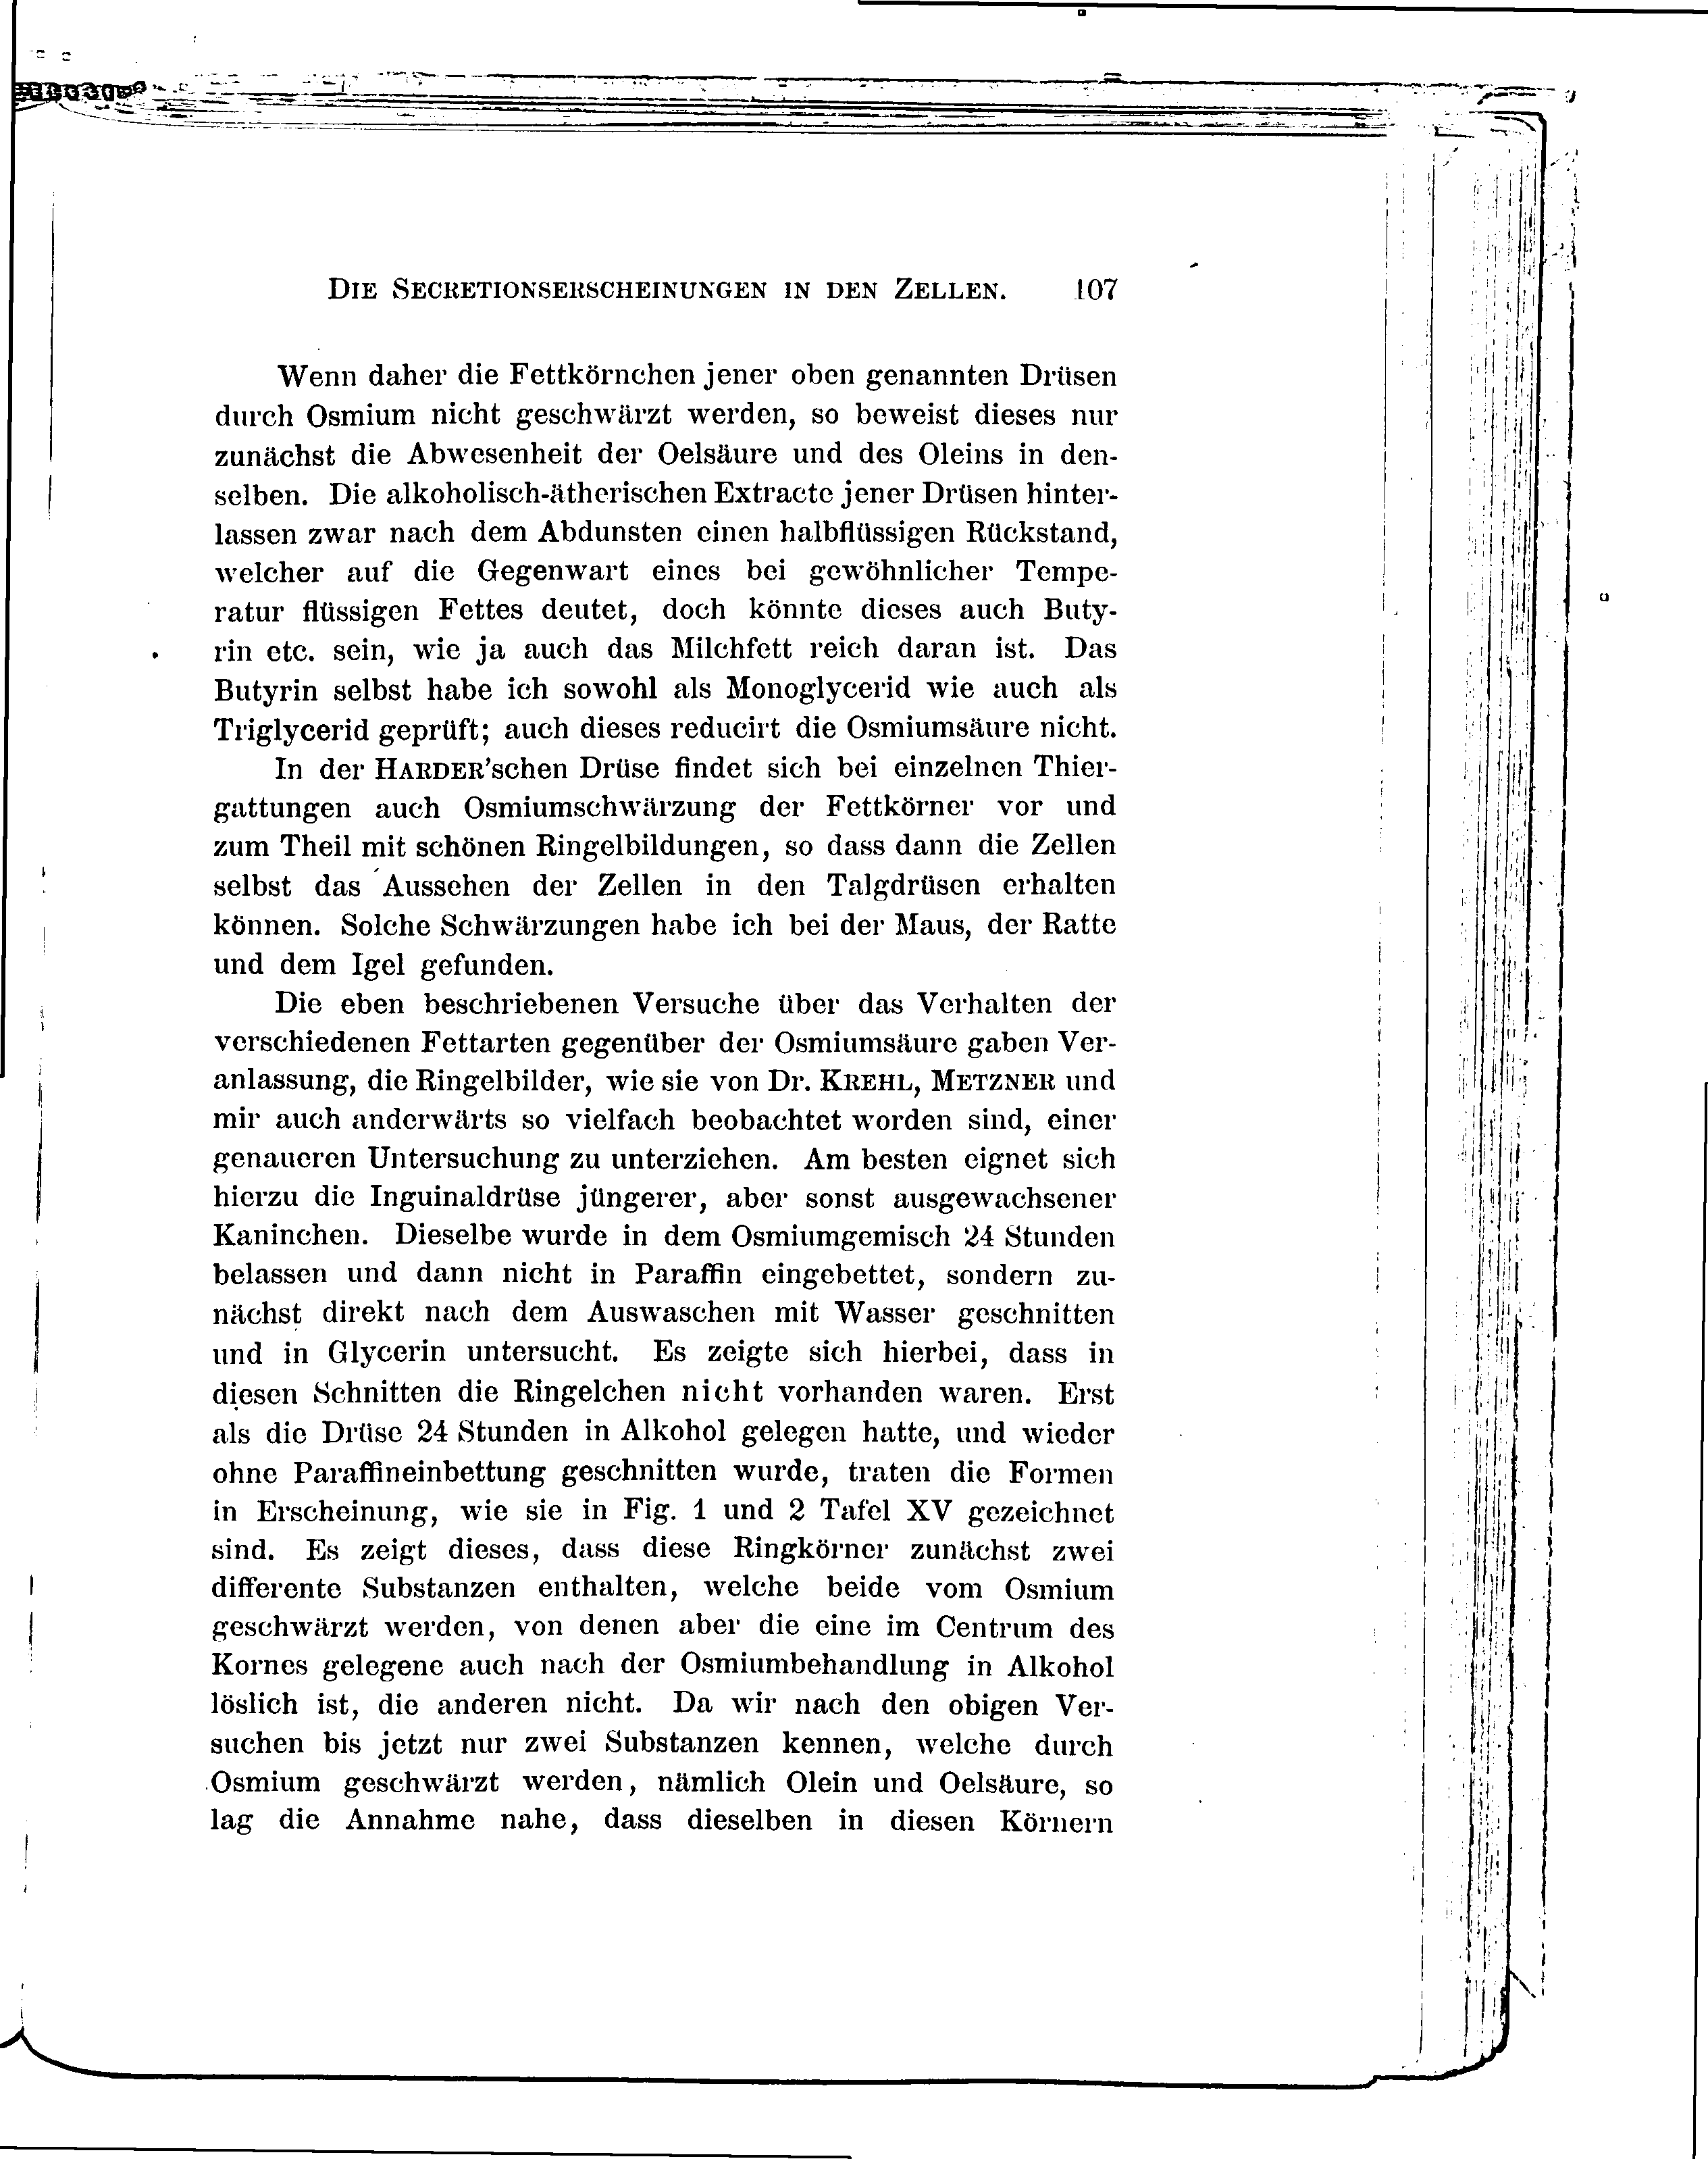 DIE SECRETIONSERSCHEINUNGEN IN DEN ZELLEN. 107
Wenn daher die Fettkörnchen jener oben genannten Drüsen
durch Osmium nicht geschwärzt werden, so beweist dieses nur
zunächst die Abwesenheit der Oelsäure und des Oleins in den-
selben. Die alkoholisch-ätherischen Extracte jener Drüsen hinter-
lassen zwar nach dem Abdunsten einen halbflüssigen Rückstand,
welcher auf die Gegenwart eines bei gewöhnlicher Tempe-
ratur flüssigen Fettes deutet, doch könnte dieses auch Buty-
rin etc. sein, wie ja auch das Milchfett reich daran ist. Das
Butyrin selbst habe ich sowohl als Monoglycerid wie auch als
Triglycerid geprüft; auch dieses reducirt die Osmiumsäure nicht.
In der HARDER'schen Drüse findet sich bei einzelnen Thier-
gattungen auch Osmiumschwärzung der Fettkörner vor und
zum Theil mit schönen Ringelbildungen, so dass dann die Zellen
selbst das Aussehen der Zellen in den Talgdrüsen erhalten
können. Solche Schwärzungen habe ich bei der Maus, der Ratte
und dem Igel gefunden.
Die eben beschriebenen Versuche über das Verhalten der
verschiedenen Fettarten gegenüber der Osmiumsäure gaben Ver-
anlassung, die Ringelbilder, wie sie von Dr. KREHL, METZNER und
mir auch anderwärts so vielfach beobachtet worden sind, einer
genaueren Untersuchung zu unterziehen. Am besten eignet sich
hierzu die Inguinaldrüse jüngerer, aber sonst ausgewachsener
Kaninchen. Dieselbe wurde in dem Osmiumgemisch 24 Stunden
belassen und dann nicht in Paraffin eingebettet, sondern zu-
nächst direkt nach dem Auswaschen mit Wasser geschnitten
und in Glycerin untersucht. Es zeigte sich hierbei, dass in
diesen Schnitten die Ringelchen nicht vorhanden waren. Erst
als die Drüse 24 Stunden in Alkohol gelegen hatte, und wieder
ohne Paraffineinbettung geschnitten wurde, traten die Formen
in Erscheinung, wie sie in Fig. 1 und 2 Tafel XV gezeichnet
sind. Es zeigt dieses, dass diese Ringkörner zunächst zwei
differente Substanzen enthalten, welche beide vom Osmium
geschwärzt werden, von denen aber die eine im Centrum des
Kornes gelegene auch nach der Osmiumbehandlung in Alkohol
löslich ist, die anderen nicht. Da wir nach den obigen Ver-
suchen bis jetzt nur zwei Substanzen kennen, welche durch
Osmium geschwärzt werden, nämlich Olein und Oelsäure, so
lag die Annahme nahe, dass dieselben in diesen Körnern